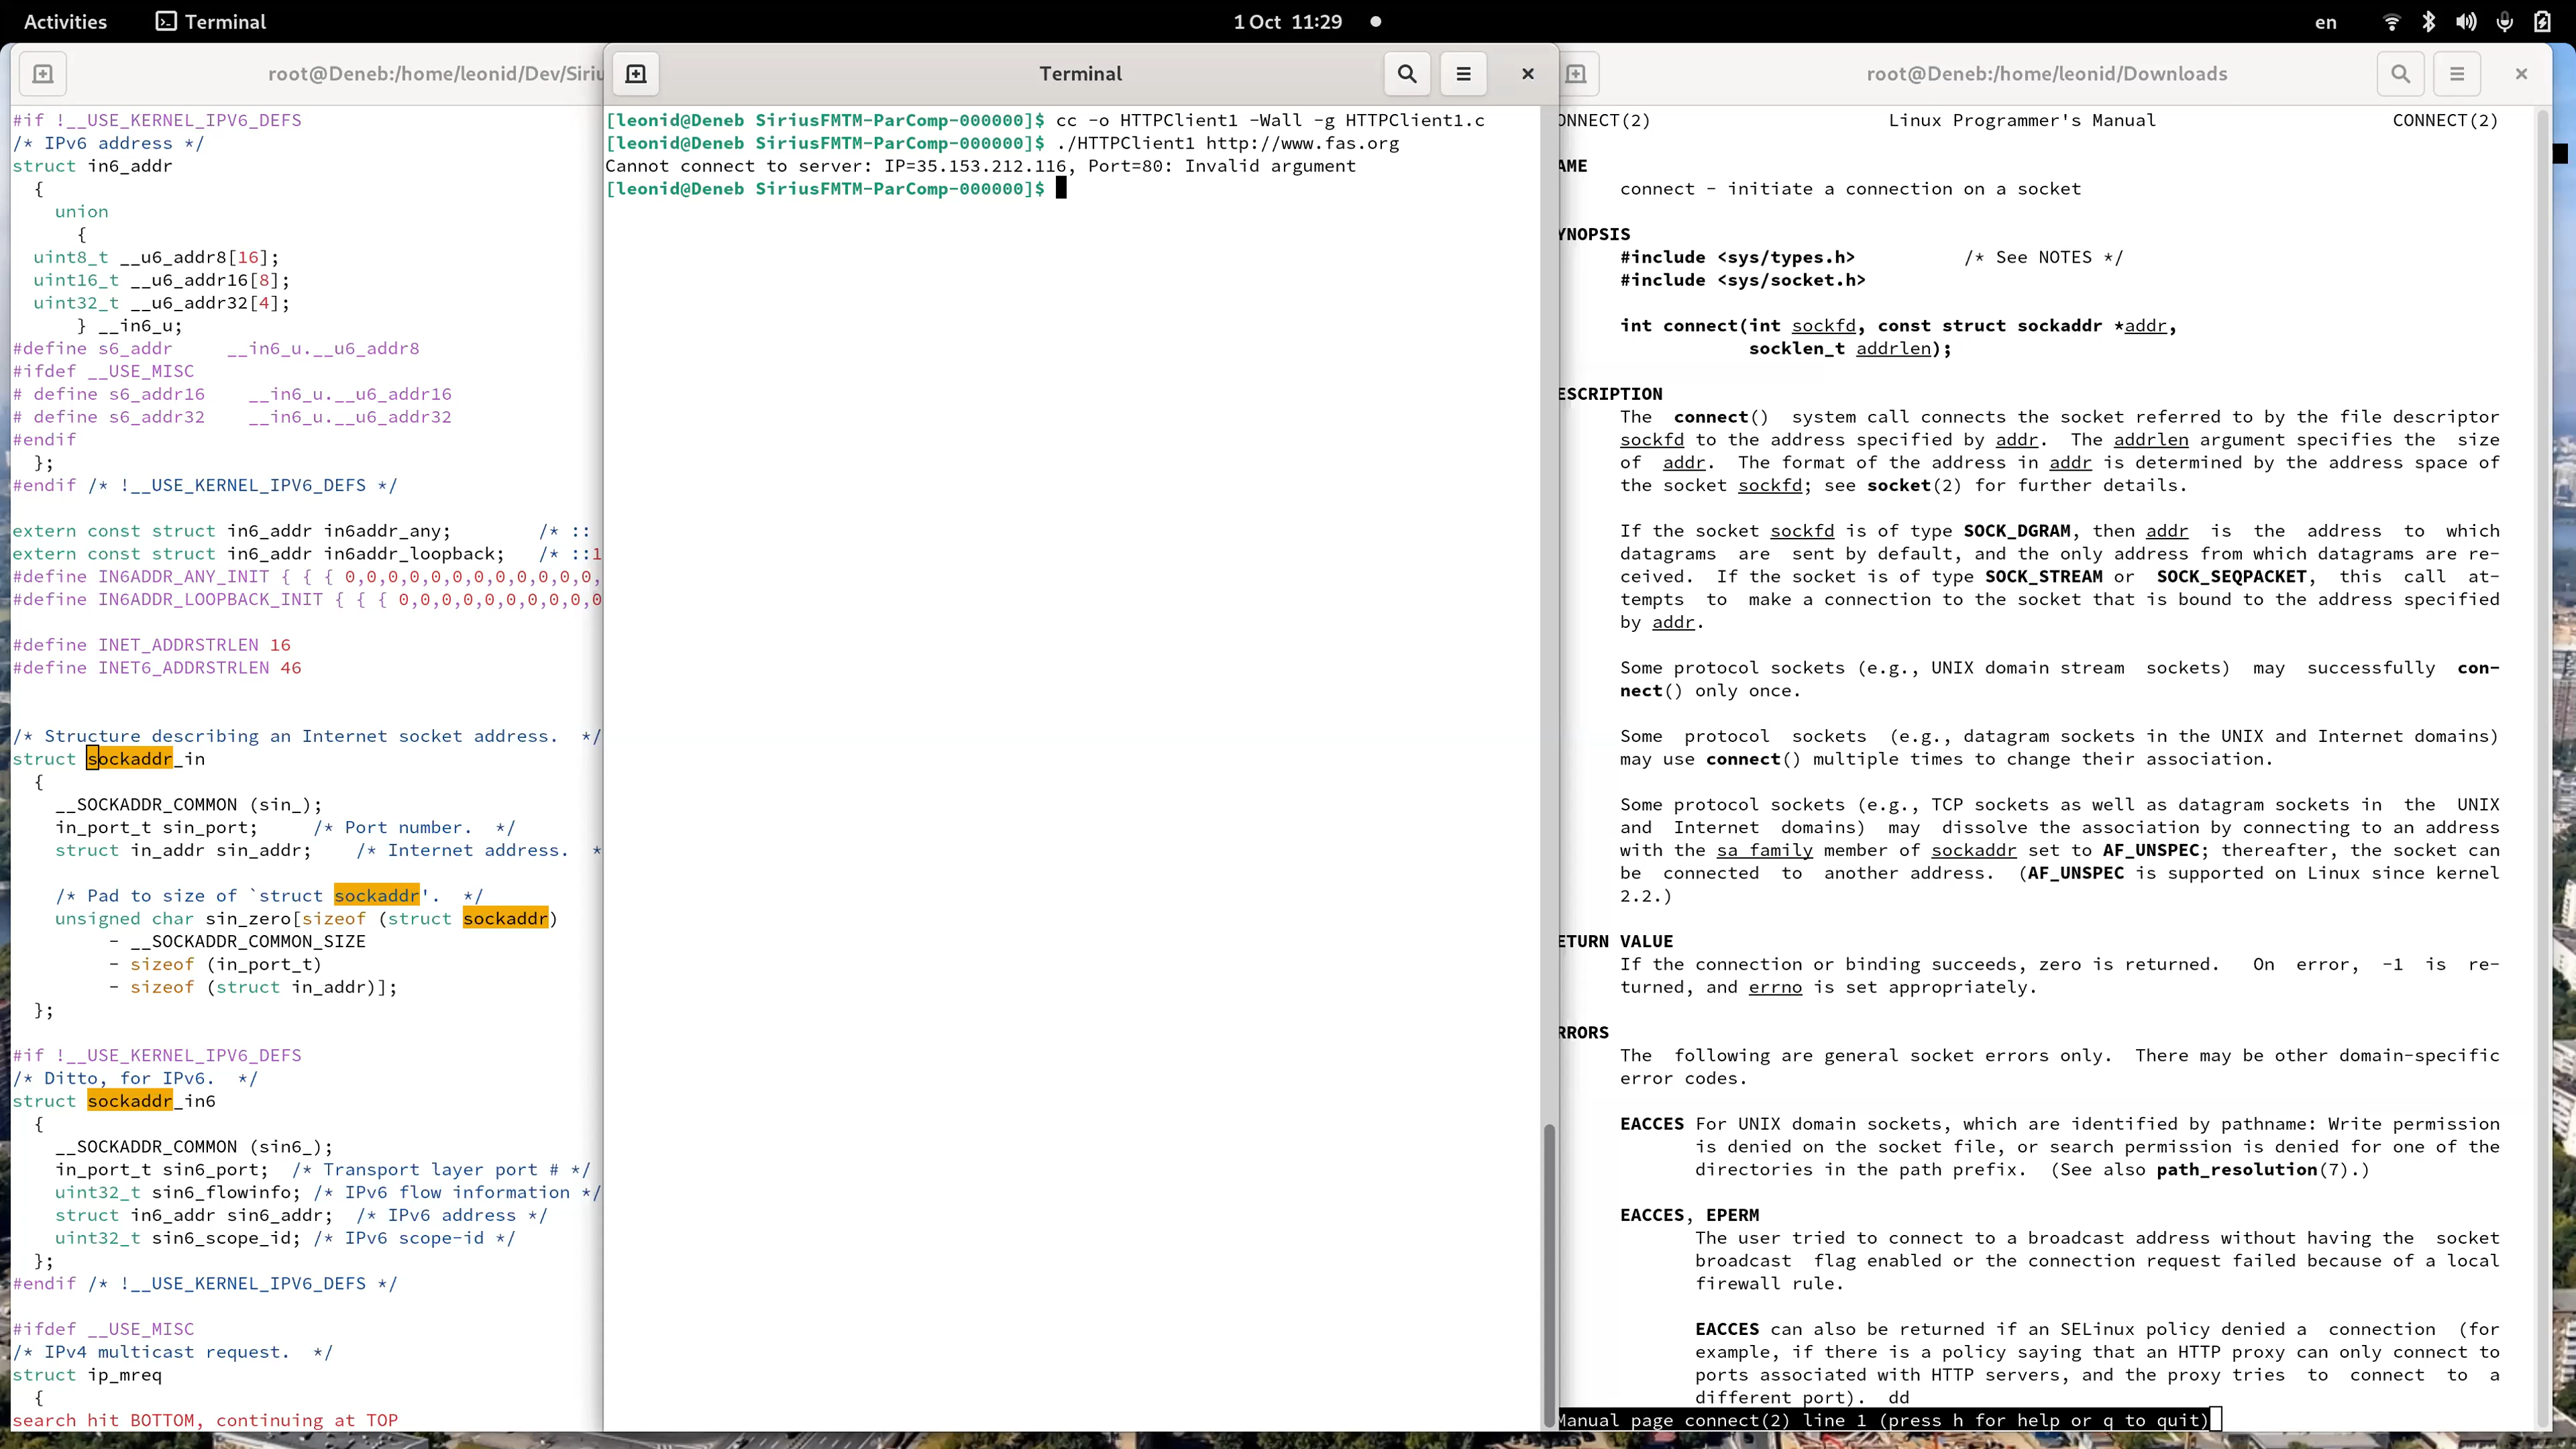 Activities Terminal 1 Oct 11:29 en
root@Deneb:/home/leonid/Dev/Siriu
#if !__USE_KERNEL_IPV6_DEFS
/* IPv6 address */
struct in6_addr
{
union
{
uint8_t __u6_addr8[16];
uint16_t __u6_addr16[8];
uint32_t __u6_addr32[4];
} __in6_u;
#define s6_addr __in6_u.__u6_addr8
#ifdef __USE_MISC
# define s6_addr16 __in6_u.__u6_addr16
# define s6_addr32 __in6_u.__u6_addr32
#endif
};
#endif /* !__USE_KERNEL_IPV6_DEFS */
extern const struct in6_addr in6addr_any; /* ::
extern const struct in6_addr in6addr_loopback; /* ::1
#define IN6ADDR_ANY_INIT { { { 0,0,0,0,0,0,0,0,0,0,0,
#define IN6ADDR_LOOPBACK_INIT { { { 0,0,0,0,0,0,0,0,0,0
#define INET_ADDRSTRLEN 16
#define INET6_ADDRSTRLEN 46
/* Structure describing an Internet socket address. */
struct sockaddr_in
{
__SOCKADDR_COMMON (sin_);
in_port_t sin_port; /* Port number. */
struct in_addr sin_addr; /* Internet address. *
/* Pad to size of `struct sockaddr'. */
unsigned char sin_zero[sizeof (struct sockaddr)
- __SOCKADDR_COMMON_SIZE
- sizeof (in_port_t)
- sizeof (struct in_addr)];
};
#if !__USE_KERNEL_IPV6_DEFS
/* Ditto, for IPv6. */
struct sockaddr_in6
{
__SOCKADDR_COMMON (sin6_);
in_port_t sin6_port; /* Transport layer port # */
uint32_t sin6_flowinfo; /* IPv6 flow information */
struct in6_addr sin6_addr; /* IPv6 address */
uint32_t sin6_scope_id; /* IPv6 scope-id */
};
#endif /* !__USE_KERNEL_IPV6_DEFS */
#ifdef __USE_MISC
/* IPv4 multicast request. */
struct ip_mreq
{
search hit BOTTOM, continuing at TOP
Terminal
[leonid@Deneb SiriusFMTM-ParComp-000000]$ cc -o HTTPClient1 -Wall -g HTTPClient1.c
[leonid@Deneb SiriusFMTM-ParComp-000000]$ ./HTTPClient1 http://www.fas.org
Cannot connect to server: IP=35.153.212.116, Port=80: Invalid argument
[leonid@Deneb SiriusFMTM-ParComp-000000]$
root@Deneb:/home/leonid/Downloads
ONNECT(2) Linux Programmer's Manual CONNECT(2)
AME
connect - initiate a connection on a socket
YNOPSIS
#include <sys/types.h> /* See NOTES */
#include <sys/socket.h>
int connect(int sockfd, const struct sockaddr *addr,
socklen_t addrlen);
ESCRIPTION
The connect() system call connects the socket referred to by the file descriptor
sockfd to the address specified by addr. The addrlen argument specifies the size
of addr. The format of the address in addr is determined by the address space of
the socket sockfd; see socket(2) for further details.
If the socket sockfd is of type SOCK_DGRAM, then addr is the address to which
datagrams are sent by default, and the only address from which datagrams are re-
ceived. If the socket is of type SOCK_STREAM or SOCK_SEQPACKET, this call at-
tempts to make a connection to the socket that is bound to the address specified
by addr.
Some protocol sockets (e.g., UNIX domain stream sockets) may successfully con-
nect() only once.
Some protocol sockets (e.g., datagram sockets in the UNIX and Internet domains)
may use connect() multiple times to change their association.
Some protocol sockets (e.g., TCP sockets as well as datagram sockets in the UNIX
and Internet domains) may dissolve the association by connecting to an address
with the sa_family member of sockaddr set to AF_UNSPEC; thereafter, the socket can
be connected to another address. (AF_UNSPEC is supported on Linux since kernel
2.2.)
ETURN VALUE
If the connection or binding succeeds, zero is returned. On error, -1 is re-
turned, and errno is set appropriately.
RRORS
The following are general socket errors only. There may be other domain-specific
error codes.
EACCES For UNIX domain sockets, which are identified by pathname: Write permission
is denied on the socket file, or search permission is denied for one of the
directories in the path prefix. (See also path_resolution(7).)
EACCES, EPERM
The user tried to connect to a broadcast address without having the socket
broadcast flag enabled or the connection request failed because of a local
firewall rule.
EACCES can also be returned if an SELinux policy denied a connection (for
example, if there is a policy saying that an HTTP proxy can only connect to
ports associated with HTTP servers, and the proxy tries to connect to a
different port). dd
Manual page connect(2) line 1 (press h for help or q to quit)